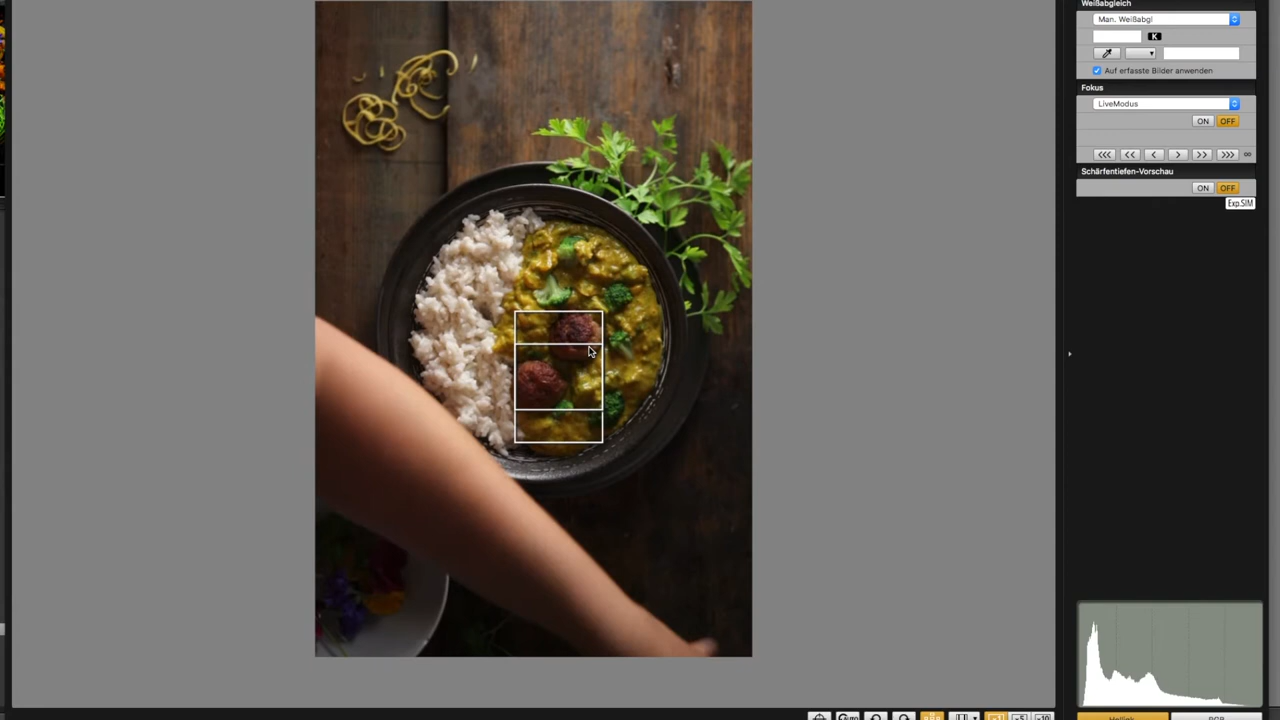 Weißabgleich
Man. Weißabgl
K
Auf erfasste Bilder anwenden
Fokus
LiveModus
ON OFF
<<< << < > >> >>> ∞
Schärfentiefen-Vorschau
ON OFF
Exp.SIM